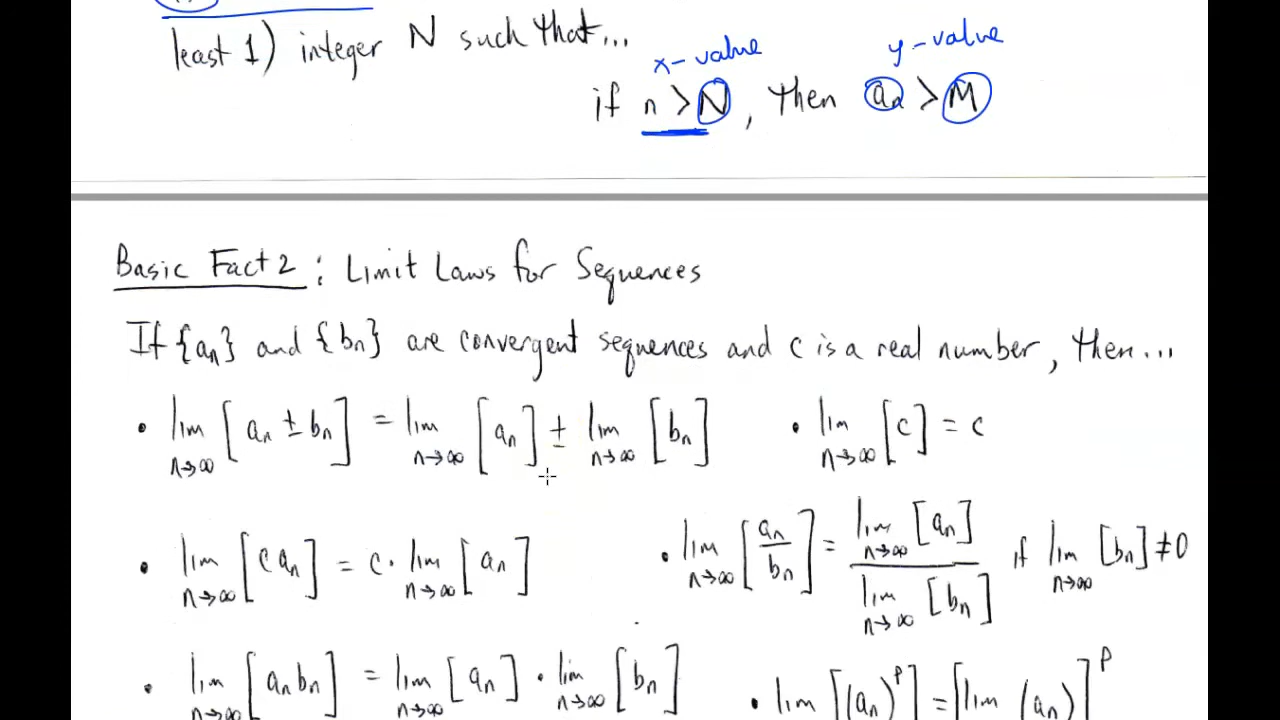 least 1) integer N such that...
x-value y-value
if n > N, then aₙ > M
Basic Fact 2: Limit Laws for Sequences
If {aₙ} and {bₙ} are convergent sequences and c is a real number, then...
• lim n→∞ [aₙ ± bₙ] = lim n→∞ [aₙ] ± lim n→∞ [bₙ] • lim n→∞ [c] = c
• lim n→∞ [c aₙ] = c · lim n→∞ [aₙ] • lim n→∞ [aₙ/bₙ] = lim n→∞ [aₙ] / lim n→∞ [bₙ] if lim n→∞ [bₙ] ≠ 0
• lim n→∞ [aₙ bₙ] = lim n→∞ [aₙ] · lim n→∞ [bₙ] • lim [(aₙ)^p] = [lim (aₙ)]^p